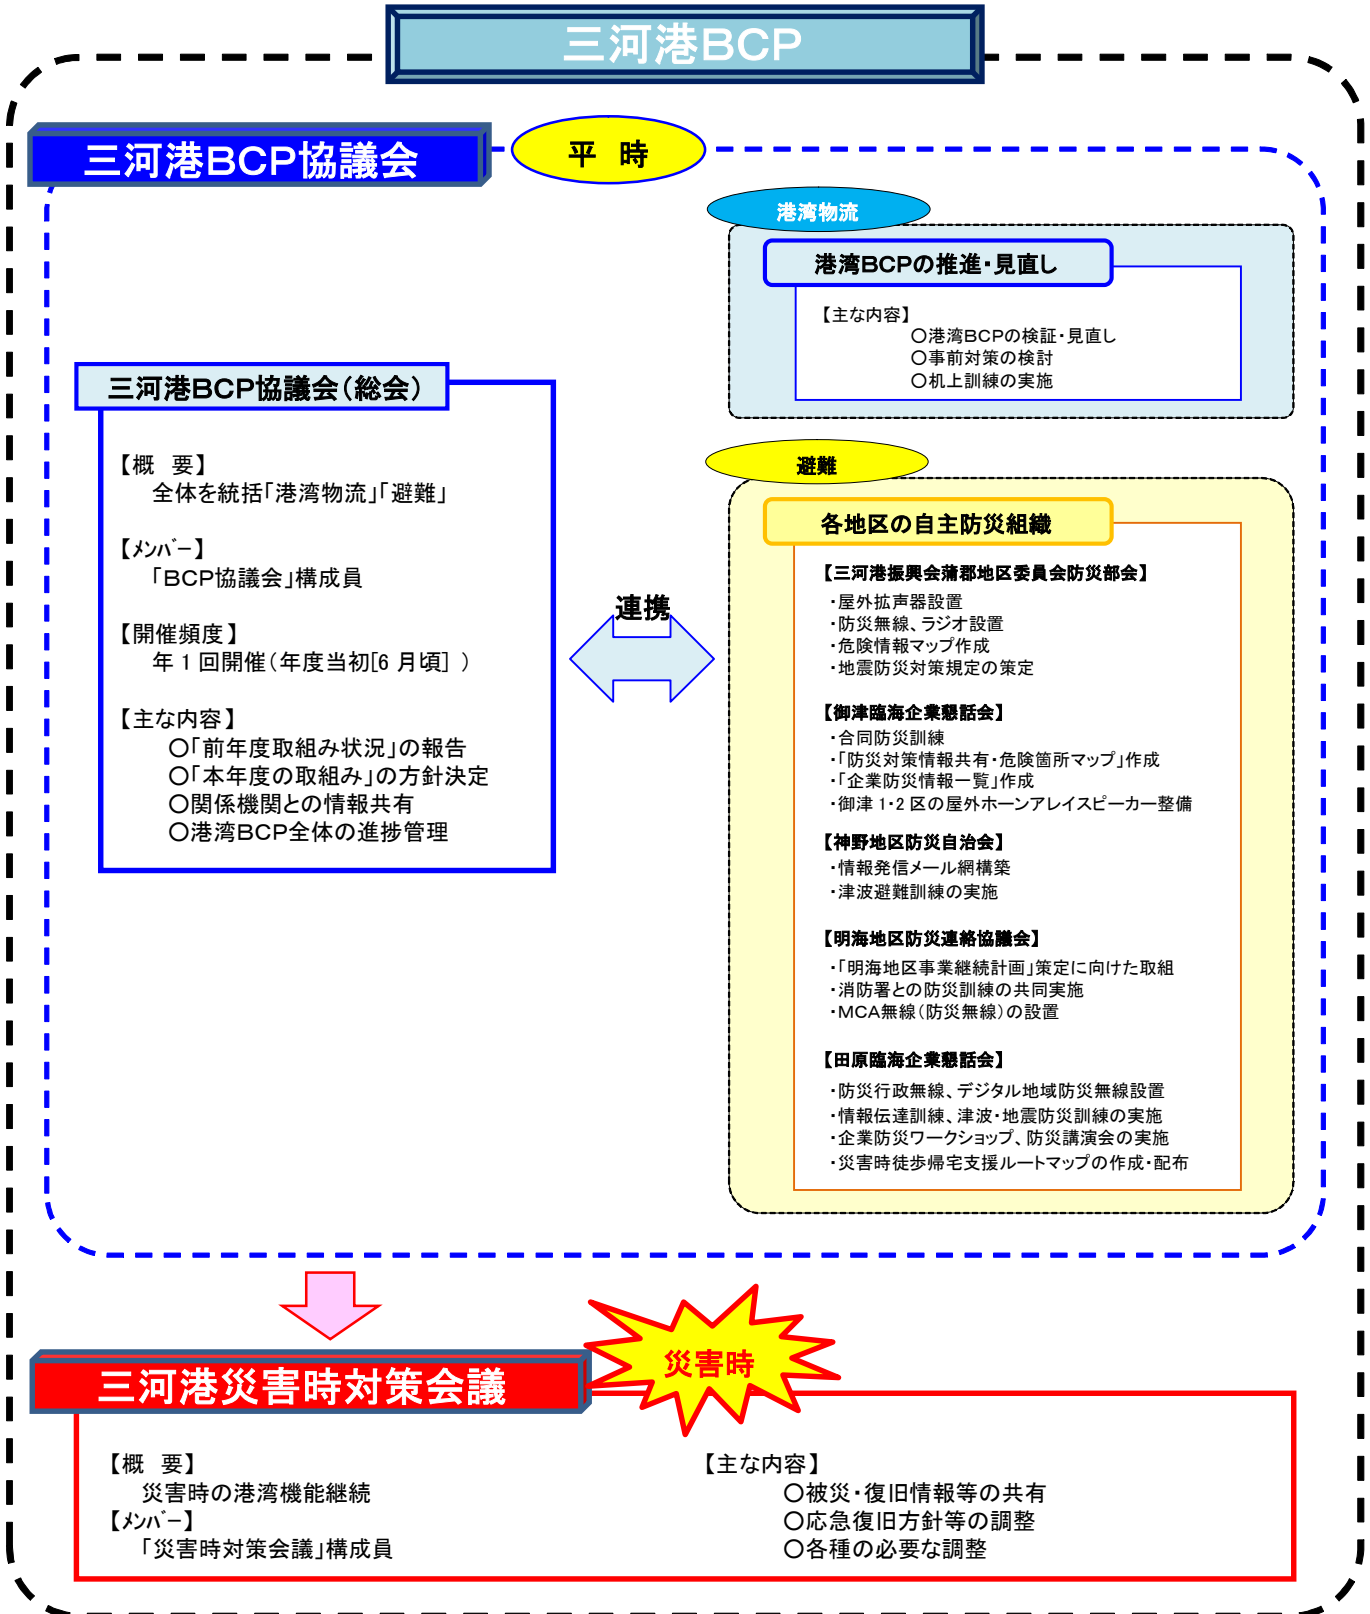 三河港BCP
三河港BCP協議会
平 時
港湾物流
港湾BCPの推進・見直し
【主な内容】
○港湾BCPの検証・見直し
○事前対策の検討
○机上訓練の実施
三河港BCP協議会（総会）
【概 要】
全体を統括「港湾物流」「避難」
【メンバー】
「BCP協議会」構成員
【開催頻度】
年1回開催（年度当初[6月頃] ）
【主な内容】
○「前年度取組み状況」の報告
○「本年度の取組み」の方針決定
○関係機関との情報共有
○港湾BCP全体の進捗管理
連携
避難
各地区の自主防災組織
【三河港振興会蒲郡地区委員会防災部会】
・屋外拡声器設置
・防災無線、ラジオ設置
・危険情報マップ作成
・地震防災対策規定の策定
【御津臨海企業懇話会】
・合同防災訓練
・「防災対策情報共有・危険箇所マップ」作成
・「企業防災情報一覧」作成
・御津1・2区の屋外ホーンアレイスピーカー整備
【神野地区防災自治会】
・情報発信メール網構築
・津波避難訓練の実施
【明海地区防災連絡協議会】
・「明海地区事業継続計画」策定に向けた取組
・消防署との防災訓練の共同実施
・MCA無線（防災無線）の設置
【田原臨海企業懇話会】
・防災行政無線、デジタル地域防災無線設置
・情報伝達訓練、津波・地震防災訓練の実施
・企業防災ワークショップ、防災講演会の実施
・災害時徒歩帰宅支援ルートマップの作成・配布
災害時
三河港災害時対策会議
【概 要】
災害時の港湾機能継続
【メンバー】
「災害時対策会議」構成員
【主な内容】
○被災・復旧情報等の共有
○応急復旧方針等の調整
○各種の必要な調整